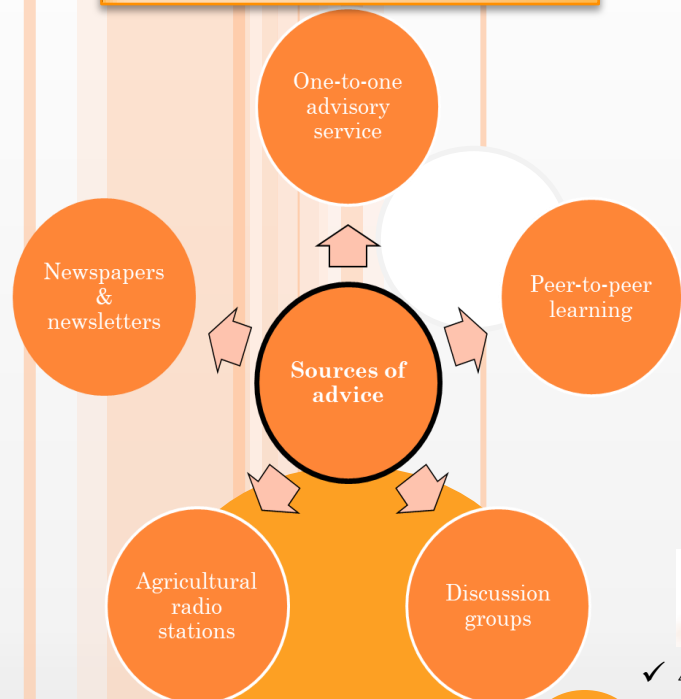 One-to-one
advisory
service
Newspapers
&
newsletters
Peer-to-peer
learning
Sources of
advice
Agricultural
radio
stations
Discussion
groups
✓